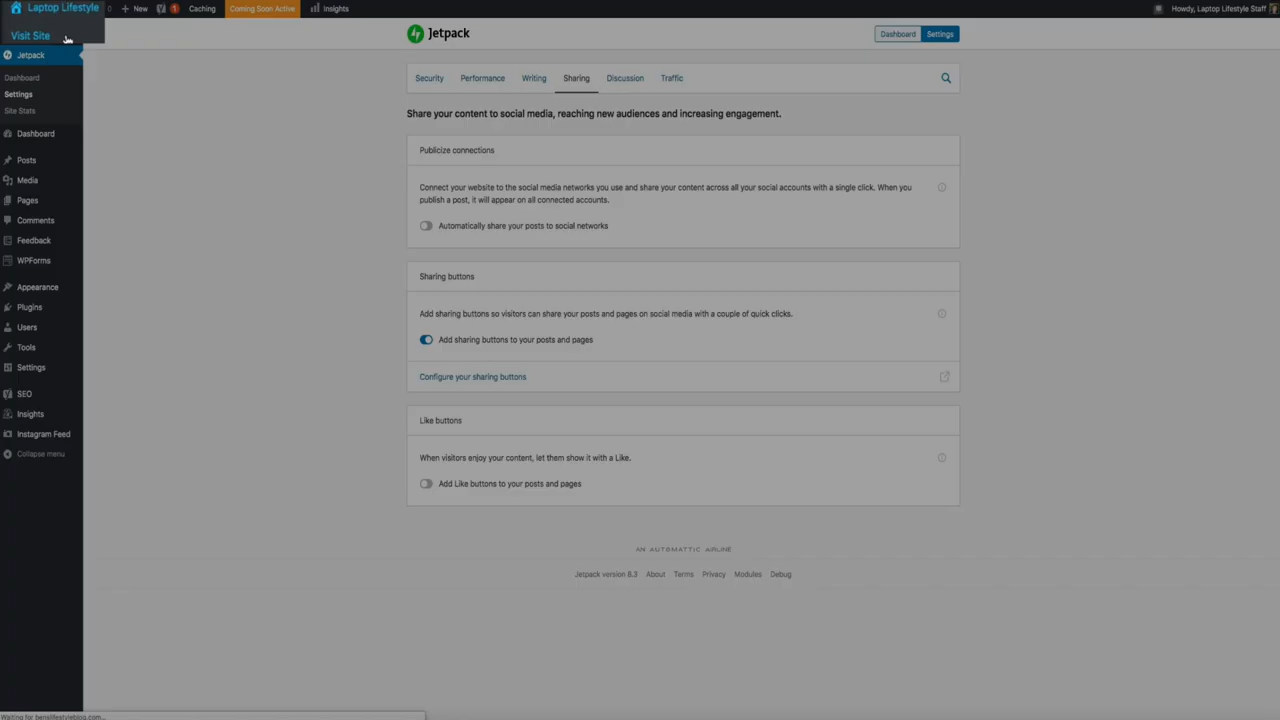 Laptop Lifestyle
0
+ New
1
Caching
Coming Soon Active
Insights
Howdy, Laptop Lifestyle Staff
Visit Site
Jetpack
Dashboard
Settings
Site Stats
Dashboard
Posts
Media
Pages
Comments
Feedback
WPForms
Appearance
Plugins
Users
Tools
Settings
SEO
Insights
Instagram Feed
Collapse menu
Jetpack
Dashboard
Settings
Security
Performance
Writing
Sharing
Discussion
Traffic
Share your content to social media, reaching new audiences and increasing engagement.
Publicize connections
Connect your website to the social media networks you use and share your content across all your social accounts with a single click. When you
publish a post, it will appear on all connected accounts.
Automatically share your posts to social networks
Sharing buttons
Add sharing buttons so visitors can share your posts and pages on social media with a couple of quick clicks.
Add sharing buttons to your posts and pages
Configure your sharing buttons
Like buttons
When visitors enjoy your content, let them show it with a Like.
Add Like buttons to your posts and pages
AN AUTOMATTIC AIRLINE
Jetpack version 6.3
About
Terms
Privacy
Modules
Debug
Waiting for benslifestyleblog.com...